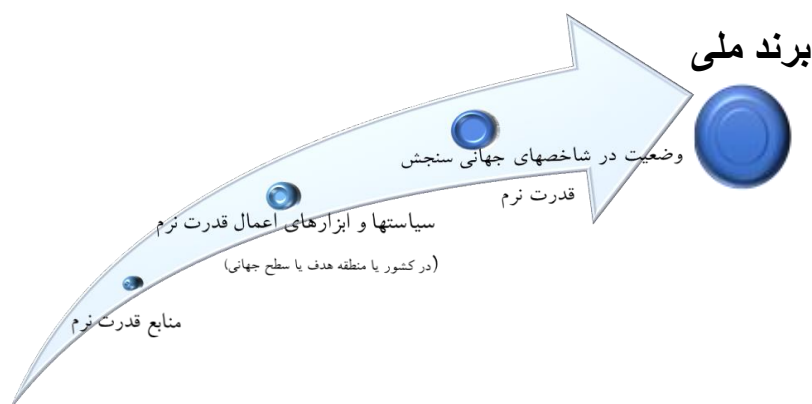 برند ملی
وضعیت در شاخصهای جهانی سنجش
قدرت نرم
سیاستها و ابزارهای اعمال قدرت نرم
(در کشور یا منطقه هدف یا سطح جهانی)
منابع قدرت نرم